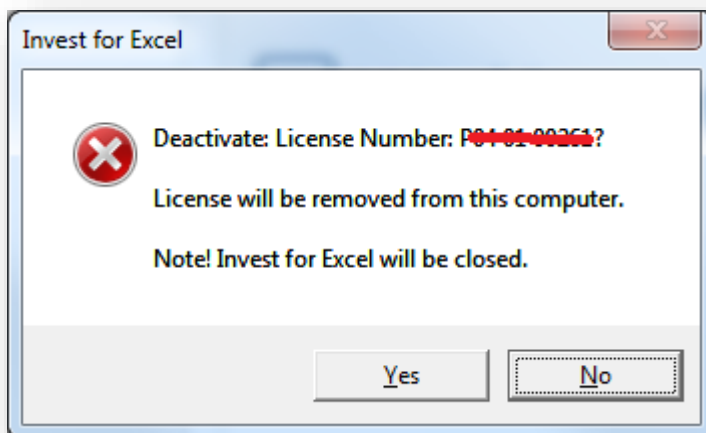 Invest for Excel
Deactivate: License Number: P?
License will be removed from this computer.
Note! Invest for Excel will be closed.
Yes
No